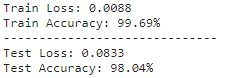 Train Loss: 0.0088
Train Accuracy: 99.69%
------------------------------
Test Loss: 0.0833
Test Accuracy: 98.04%